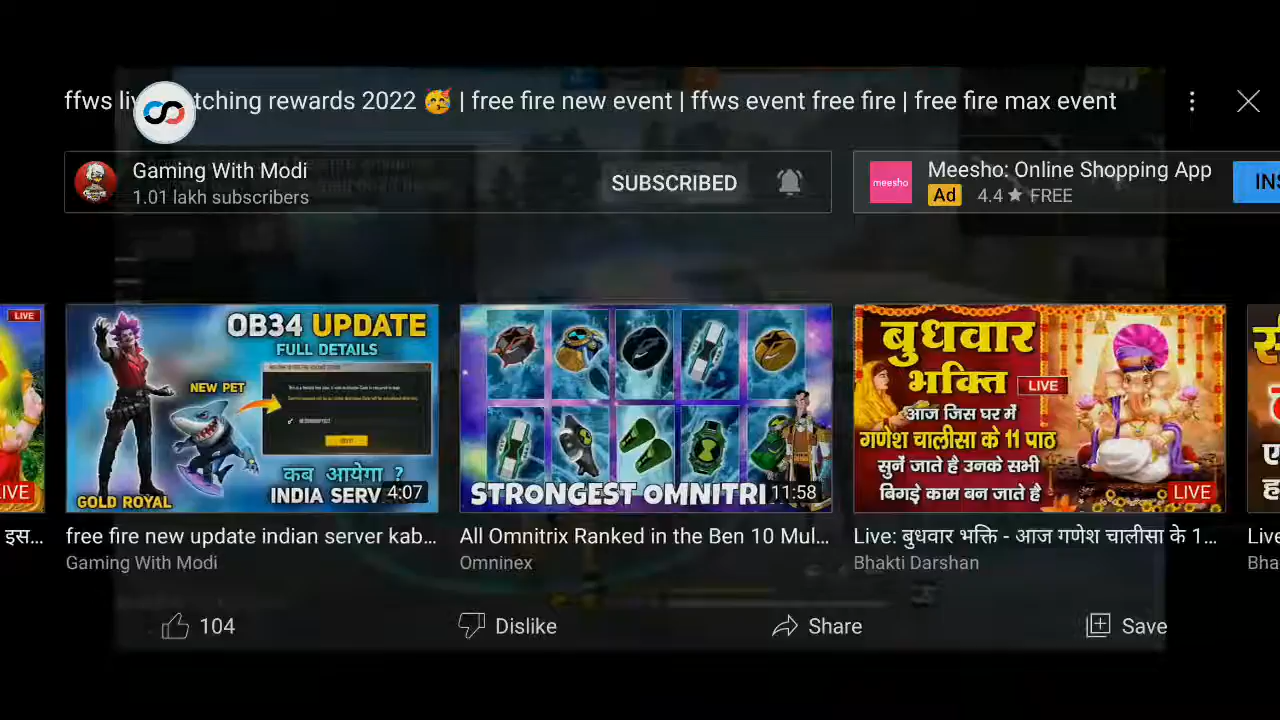 ffws li tching rewards 2022 🥳 | free fire new event | ffws event free fire | free fire max event
Gaming With Modi
1.01 lakh subscribers
SUBSCRIBED
meesho
Meesho: Online Shopping App
Ad 4.4 ★ FREE
INS
LIVE
LIVE
इस...
OB34 UPDATE
FULL DETAILS
NEW PET
कब आयेगा ?
INDIA SERV
GOLD ROYAL
4:07
free fire new update indian server kab...
Gaming With Modi
STRONGEST OMNITRI
11:58
All Omnitrix Ranked in the Ben 10 Mul...
Omninex
बुधवार
भक्ति
LIVE
आज जिस घर में
गणेश चालीसा के 11 पाठ
सुनें जाते है उनके सभी
बिगड़े काम बन जाते है
LIVE
Live: बुधवार भक्ति - आज गणेश चालीसा के 1...
Bhakti Darshan
Live
Bha
104
Dislike
Share
Save